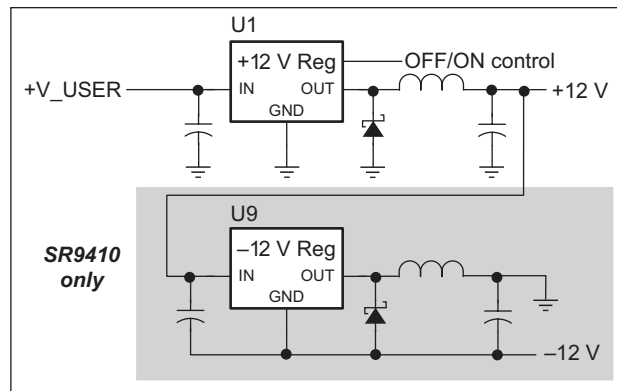 U1
+12 V Reg
OFF/ON control
+V_USER
IN
OUT
+12 V
GND
U9
SR9410
only
–12 V Reg
IN
OUT
GND
–12 V